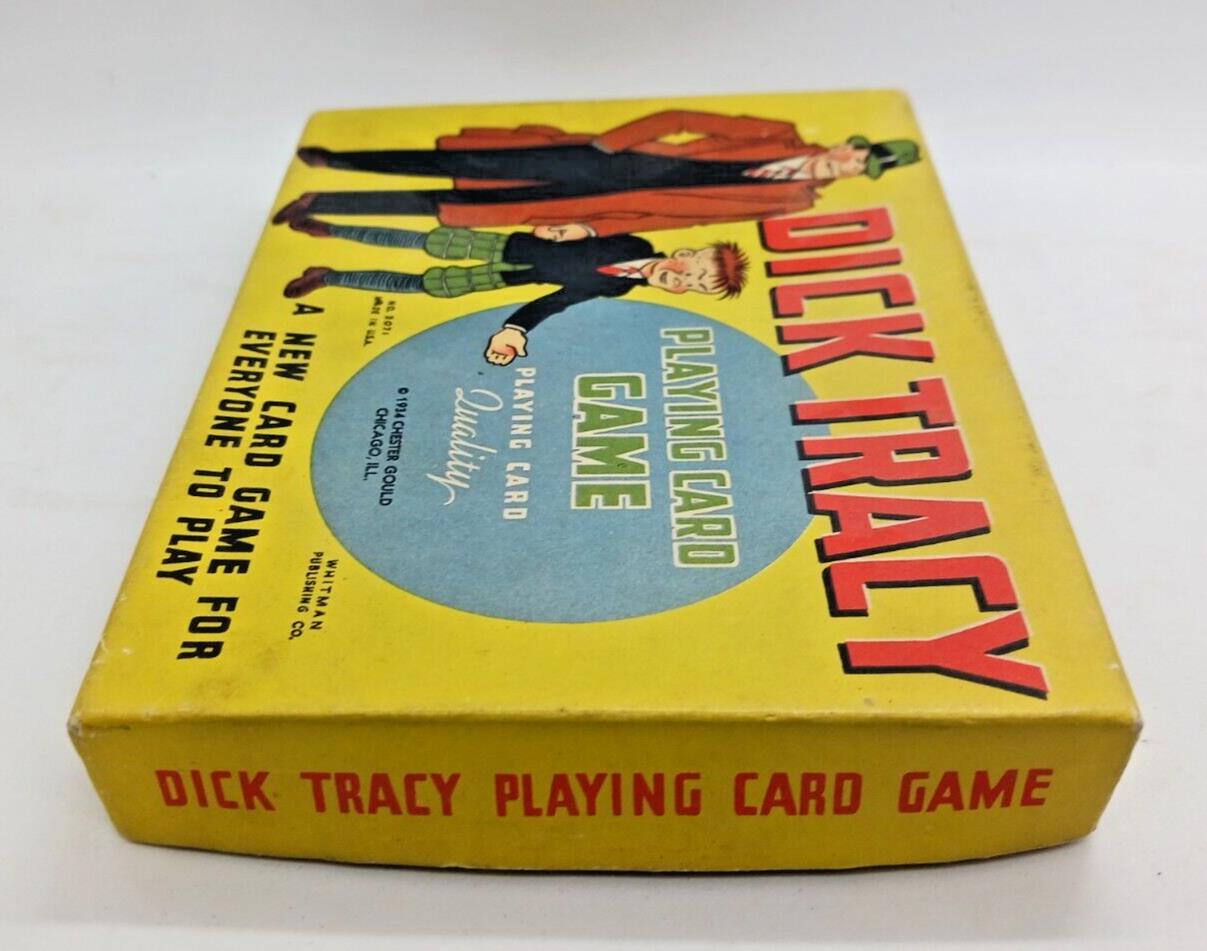 DICK TRACY
PLAYING CARD
GAME
PLAYING CARD
Quality
© 1934 CHESTER GOULD
CHICAGO, ILL.
NO. 3071
MADE IN U.S.A.
WHITMAN
PUBLISHING CO.
A NEW CARD GAME FOR
EVERYONE TO PLAY
DICK TRACY PLAYING CARD GAME